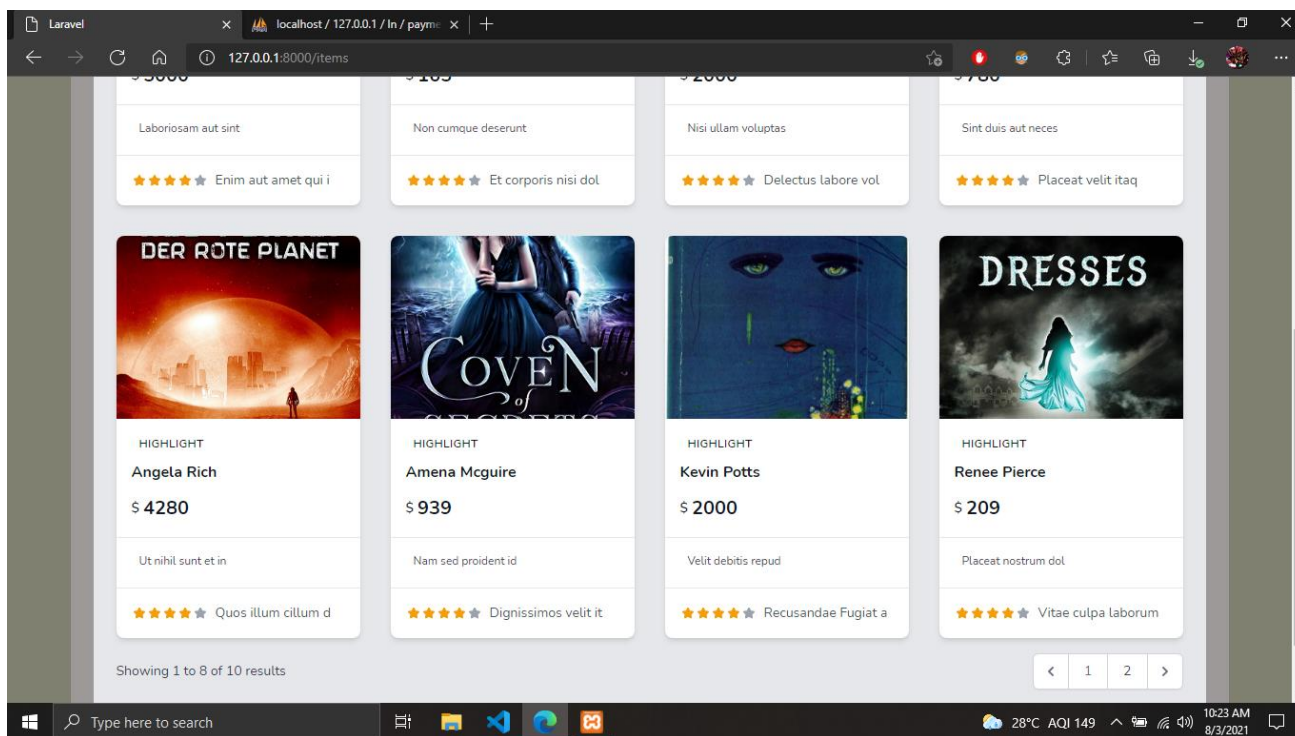 Laravel
localhost / 127.0.0.1 / ln / payme
127.0.0.1:8000/items
Laboriosam aut sint
Non cumque deserunt
Nisi ullam voluptas
Sint duis aut neces
Enim aut amet qui i
Et corporis nisi dol
Delectus labore vol
Placeat velit itaq
DER ROTE PLANET
COVEN
of
DRESSES
HIGHLIGHT
HIGHLIGHT
HIGHLIGHT
HIGHLIGHT
Angela Rich
Amena Mcguire
Kevin Potts
Renee Pierce
$ 4280
$ 939
$ 2000
$ 209
Ut nihil sunt et in
Nam sed proident id
Velit debitis repud
Placeat nostrum dol
Quos illum cillum d
Dignissimos velit it
Recusandae Fugiat a
Vitae culpa laborum
Showing 1 to 8 of 10 results
< 1 2 >
Type here to search
28°C AQI 149
10:23 AM
8/3/2021